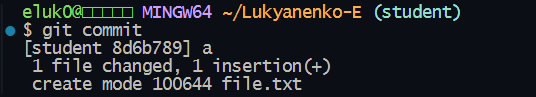 eluk0@□□□□□ MINGW64 ~/Lukyanenko-E (student)
$ git commit
[student 8d6b789] a
 1 file changed, 1 insertion(+)
 create mode 100644 file.txt